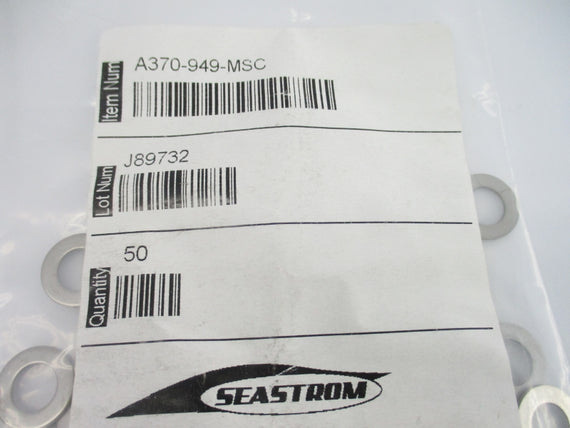 Item Num
A370-949-MSC
Lot Num
J89732
Quantity
50
SEASTROM